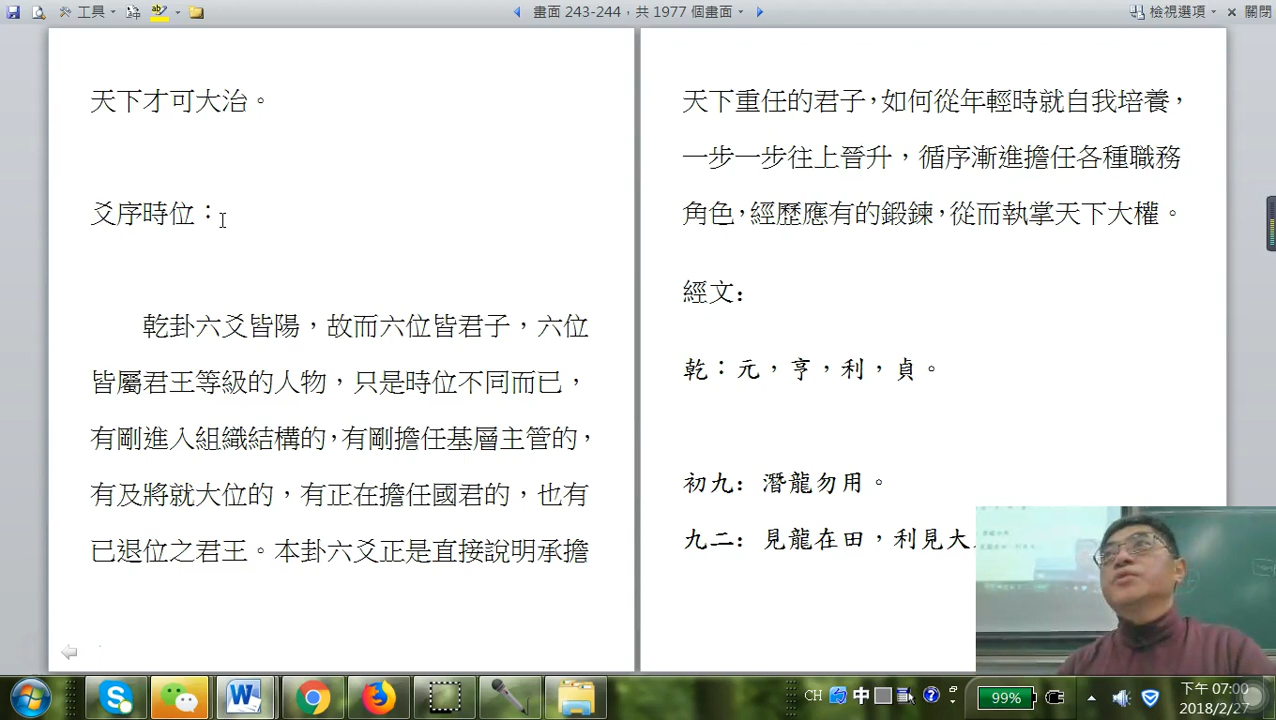 工具
畫面 243-244，共 1977 個畫面
檢視選項
關閉
天下才可大治。
爻序時位：
乾卦六爻皆陽，故而六位皆君子，六位
皆屬君王等級的人物，只是時位不同而已，
有剛進入組織結構的，有剛擔任基層主管的，
有及將就大位的，有正在擔任國君的，也有
已退位之君王。本卦六爻正是直接說明承擔
天下重任的君子，如何從年輕時就自我培養，
一步一步往上晉升，循序漸進擔任各種職務
角色，經歷應有的鍛鍊，從而執掌天下大權。
經文：
乾：元，亨，利，貞。
初九：潛龍勿用。
九二：見龍在田，利見大
CH
中
99%
下午 07:00
2018/2/27